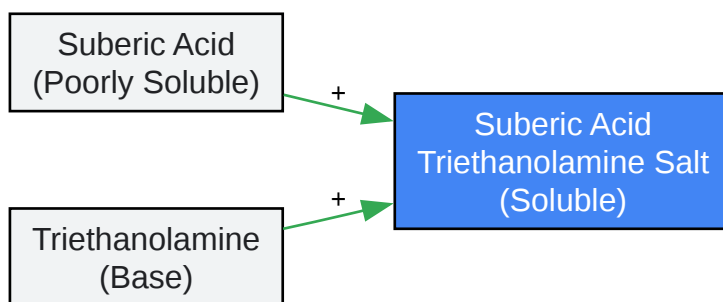 Suberic Acid
(Poorly Soluble)
+
Suberic Acid
Triethanolamine Salt
(Soluble)
+
Triethanolamine
(Base)